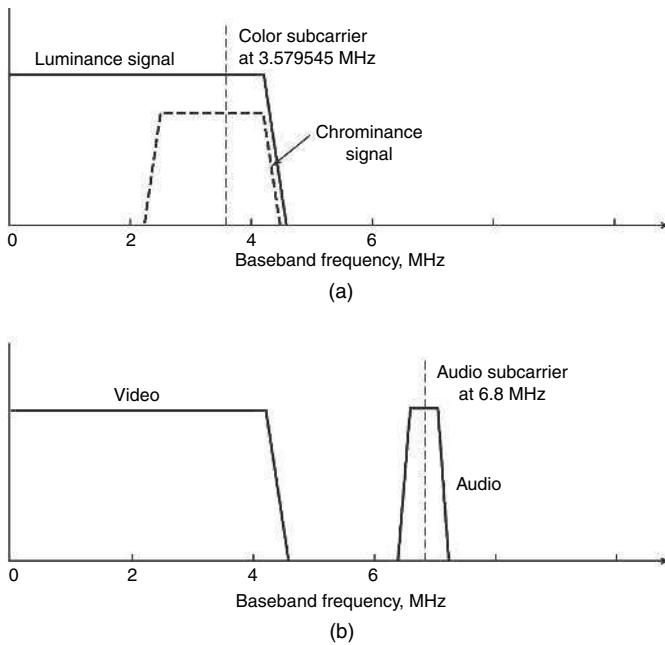 Luminance signal
Color subcarrier
at 3.579545 MHz
Chrominance
signal
0 2 4 6
Baseband frequency, MHz
(a)
Video
Audio subcarrier
at 6.8 MHz
Audio
0 2 4 6
Baseband frequency, MHz
(b)